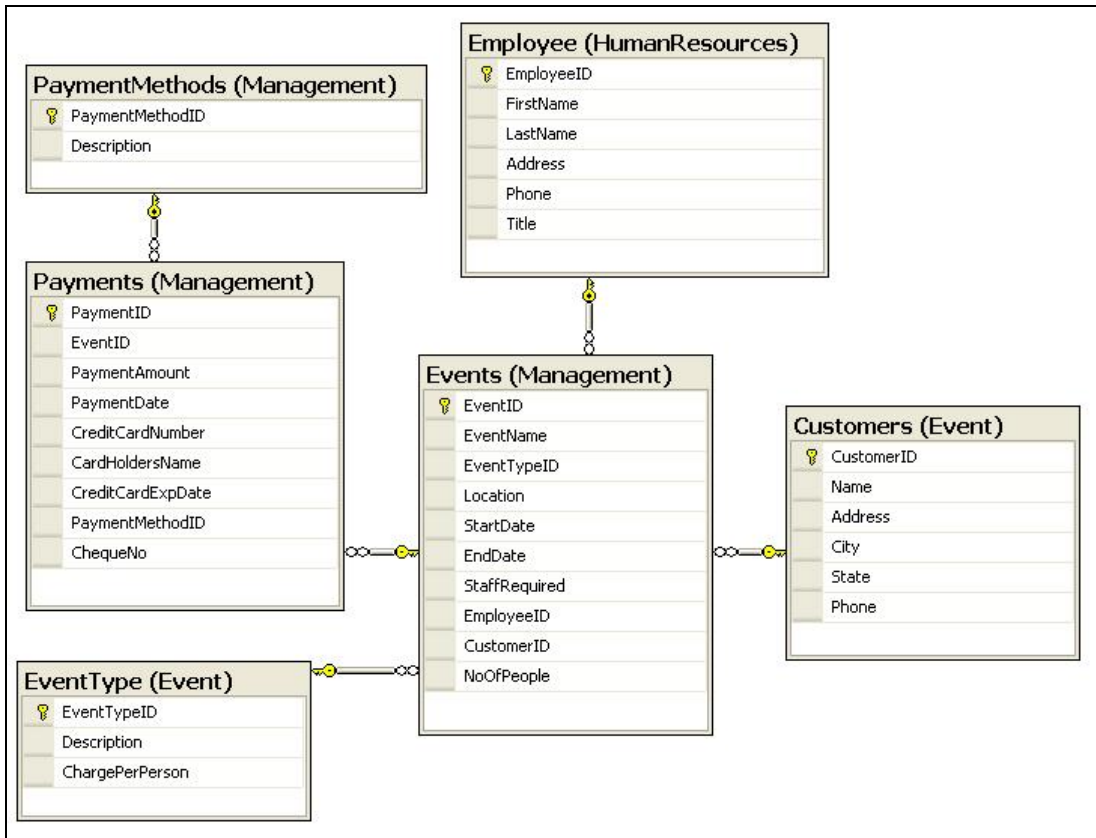 PaymentMethods (Management)
PaymentMethodID
Description
Employee (HumanResources)
EmployeeID
FirstName
LastName
Address
Phone
Title
Payments (Management)
PaymentID
EventID
PaymentAmount
PaymentDate
CreditCardNumber
CardHoldersName
CreditCardExpDate
PaymentMethodID
ChequeNo
Events (Management)
EventID
EventName
EventTypeID
Location
StartDate
EndDate
StaffRequired
EmployeeID
CustomerID
NoOfPeople
Customers (Event)
CustomerID
Name
Address
City
State
Phone
EventType (Event)
EventTypeID
Description
ChargePerPerson